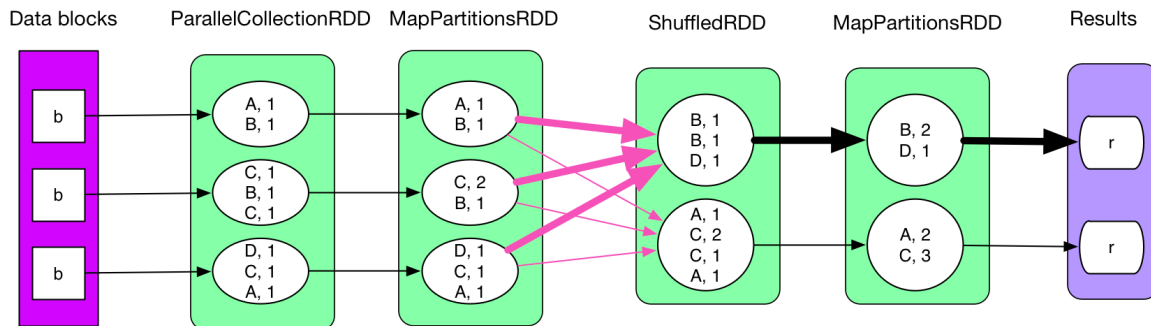 Data blocks
ParallelCollectionRDD
MapPartitionsRDD
ShuffledRDD
MapPartitionsRDD
Results
b
b
b
A, 1
B, 1
C, 1
B, 1
C, 1
D, 1
C, 1
A, 1
A, 1
B, 1
C, 2
B, 1
D, 1
C, 1
A, 1
B, 1
B, 1
D, 1
A, 1
C, 2
C, 1
A, 1
B, 2
D, 1
A, 2
C, 3
r
r